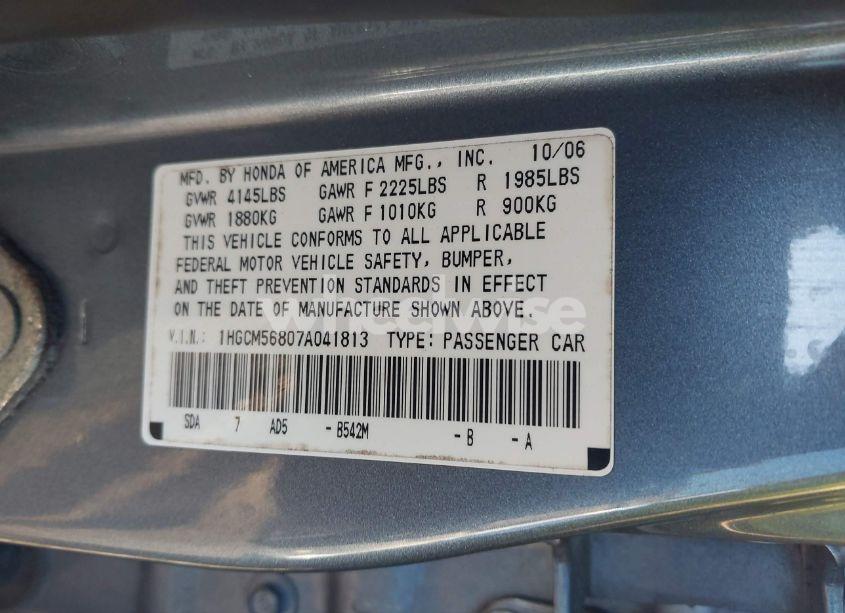 MFD. BY HONDA OF AMERICA MFG., INC. 10/06
GVWR 4145LBS GAWR F 2225LBS R 1985LBS
GVWR 1880KG GAWR F 1010KG R 900KG
THIS VEHICLE CONFORMS TO ALL APPLICABLE
FEDERAL MOTOR VEHICLE SAFETY, BUMPER,
AND THEFT PREVENTION STANDARDS IN EFFECT
ON THE DATE OF MANUFACTURE SHOWN ABOVE.
wheelwise
V.I.N.: 1HGCM56807A041813 TYPE: PASSENGER CAR
SDA 7 AD5 -B542M -B -A